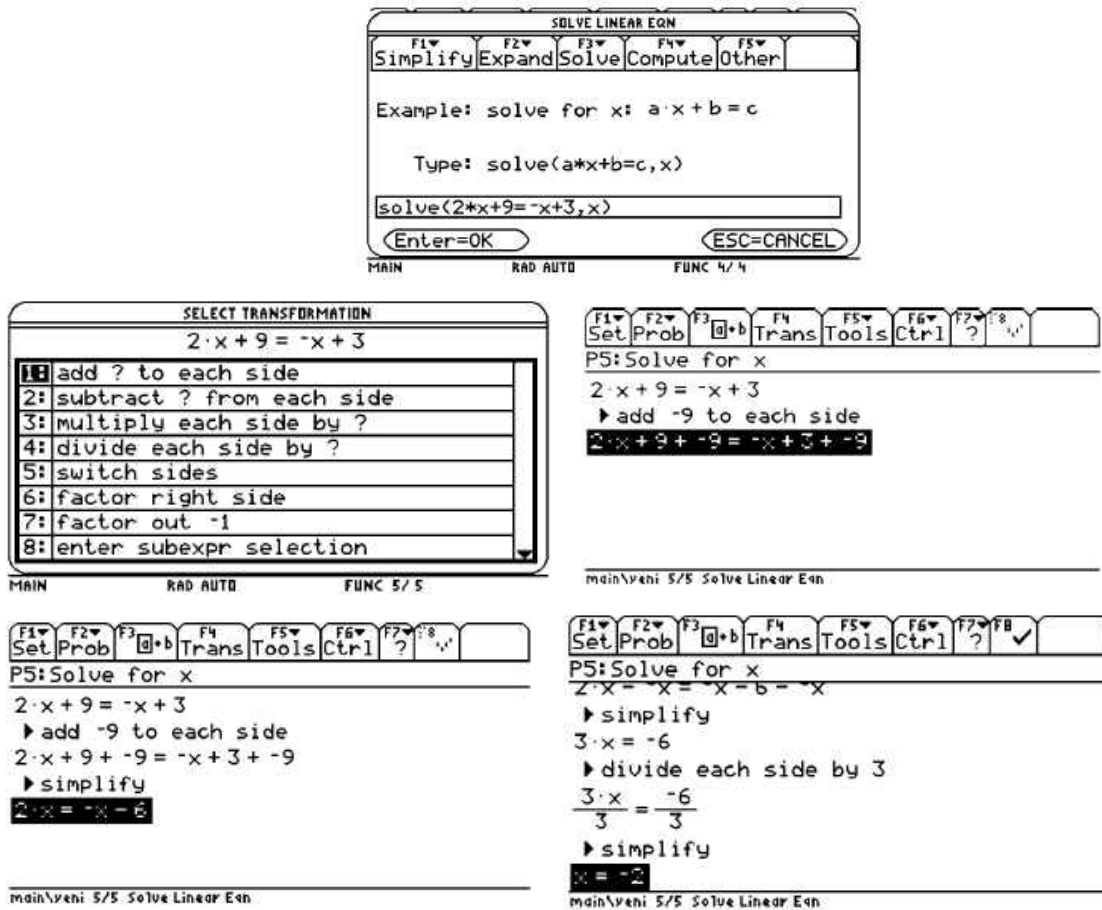 SOLVE LINEAR EQN
F1▼ F2▼ F3▼ F4▼ F5▼
Simplify Expand Solve Compute Other
Example: solve for x: a·x + b = c
Type: solve(a*x+b=c,x)
solve(2*x+9=⁻x+3,x)
Enter=OK ESC=CANCEL
MAIN RAD AUTO FUNC 4/4
SELECT TRANSFORMATION
2·x + 9 = ⁻x + 3
1: add ? to each side
2: subtract ? from each side
3: multiply each side by ?
4: divide each side by ?
5: switch sides
6: factor right side
7: factor out ⁻1
8: enter subexpr selection
MAIN RAD AUTO FUNC 5/5
F1▼ F2▼ F3 F4 F5▼ F6▼ F7▼ F8
Set Prob a+b Trans Tools Ctrl ?
P5:Solve for x
2·x + 9 = ⁻x + 3
▶ add ⁻9 to each side
2·x + 9 + ⁻9 = ⁻x + 3 + ⁻9
main\yeni 5/5 Solve Linear Eqn
F1▼ F2▼ F3 F4 F5▼ F6▼ F7▼ F8
Set Prob a+b Trans Tools Ctrl ?
P5:Solve for x
2·x + 9 = ⁻x + 3
▶ add ⁻9 to each side
2·x + 9 + ⁻9 = ⁻x + 3 + ⁻9
▶ simplify
2·x = ⁻x − 6
main\yeni 5/5 Solve Linear Eqn
F1▼ F2▼ F3 F4 F5▼ F6▼ F7▼ F8
Set Prob a+b Trans Tools Ctrl ? ✓
P5:Solve for x
2·x − ⁻x = ⁻x − 6 − ⁻x
▶ simplify
3·x = ⁻6
▶ divide each side by 3
3·x/3 = ⁻6/3
▶ simplify
x = ⁻2
main\yeni 5/5 Solve Linear Eqn